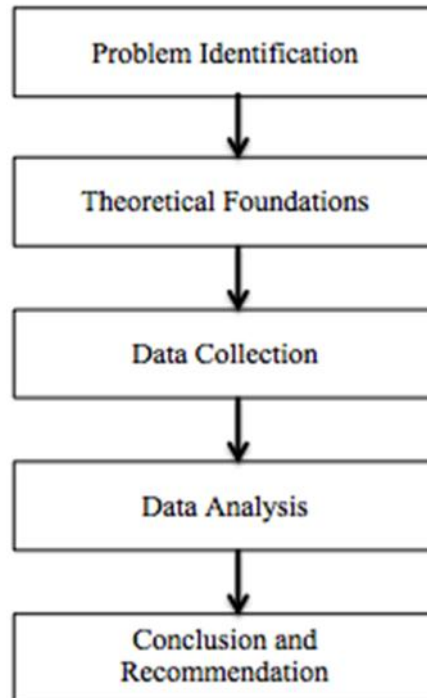 Problem Identification
Theoretical Foundations
Data Collection
Data Analysis
Conclusion and
Recommendation